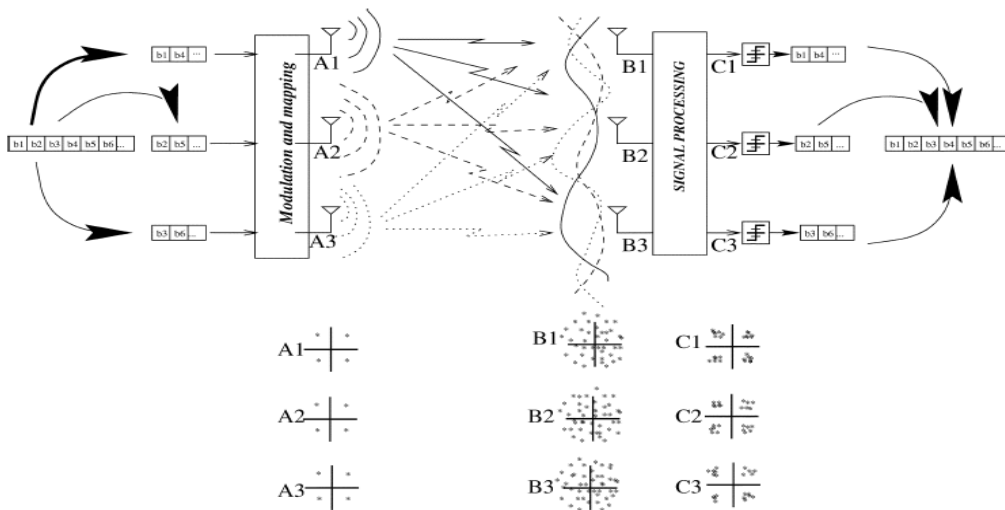 b1 b4 ...
A1
B1
C1
b1 b4 ...
b1 b2 b3 b4 b5 b6 ...
b2 b5 ...
Modulation and mapping
A2
B2
SIGNAL PROCESSING
C2
b2 b5 ...
b1 b2 b3 b4 b5 b6 ...
b3 b6 ...
A3
B3
C3
b3 b6 ...
A1
B1
C1
A2
B2
C2
A3
B3
C3